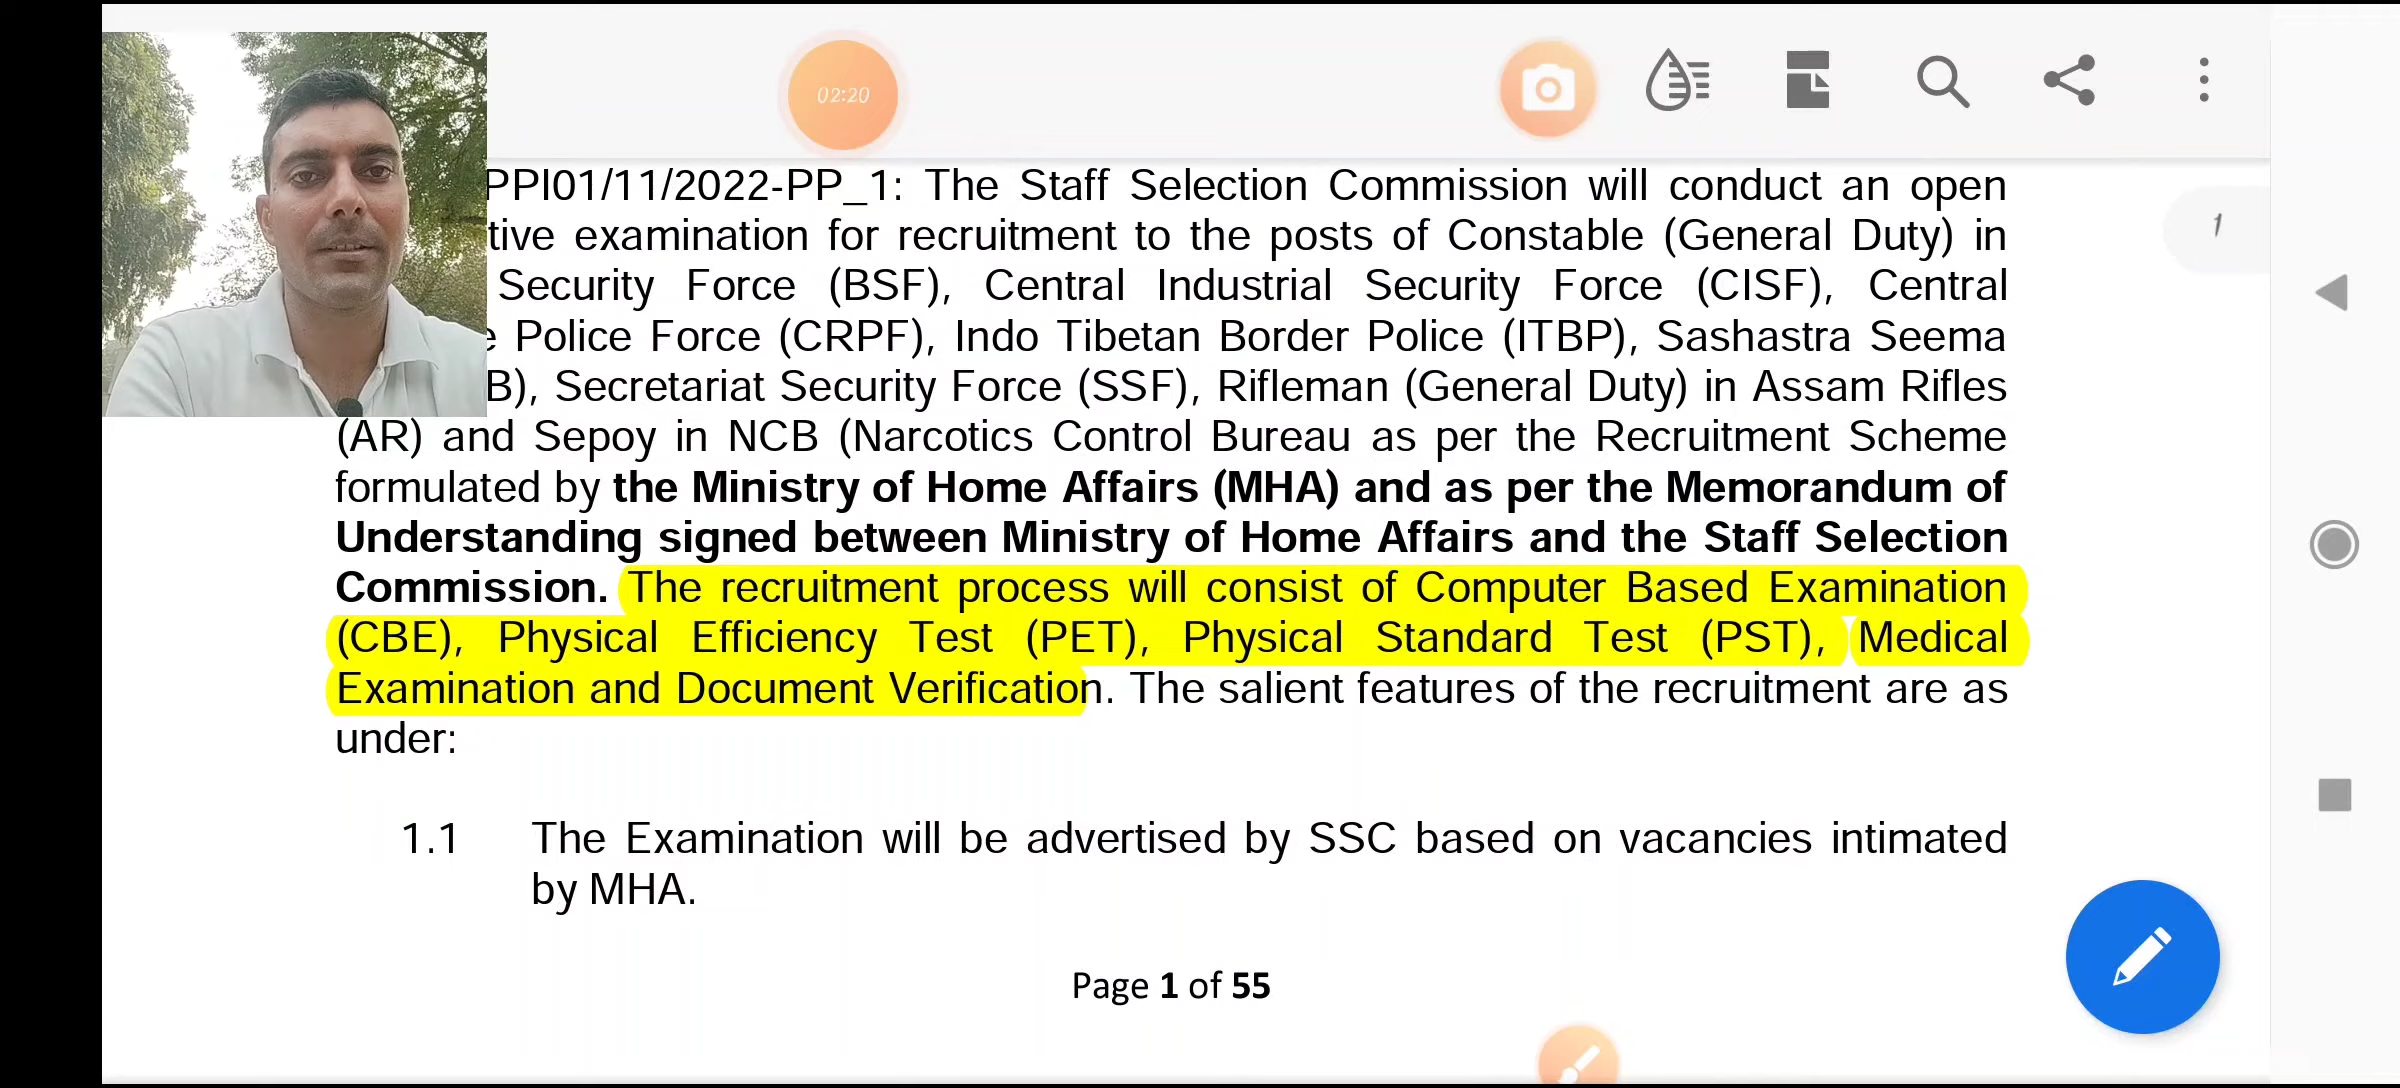 02:20
1
PPI01/11/2022-PP_1: The Staff Selection Commission will conduct an open
tive examination for recruitment to the posts of Constable (General Duty) in
Security Force (BSF), Central Industrial Security Force (CISF), Central
e Police Force (CRPF), Indo Tibetan Border Police (ITBP), Sashastra Seema
B), Secretariat Security Force (SSF), Rifleman (General Duty) in Assam Rifles
(AR) and Sepoy in NCB (Narcotics Control Bureau as per the Recruitment Scheme
formulated by the Ministry of Home Affairs (MHA) and as per the Memorandum of
Understanding signed between Ministry of Home Affairs and the Staff Selection
Commission. The recruitment process will consist of Computer Based Examination
(CBE), Physical Efficiency Test (PET), Physical Standard Test (PST), Medical
Examination and Document Verification. The salient features of the recruitment are as
under:
1.1 The Examination will be advertised by SSC based on vacancies intimated
by MHA.
Page 1 of 55